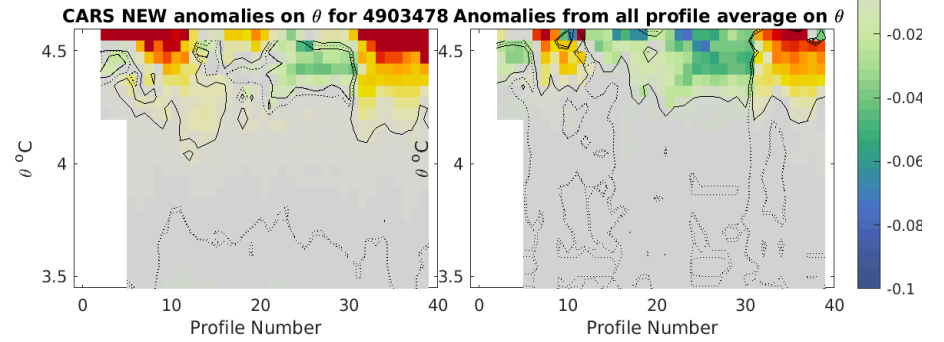 CARS NEW anomalies on θ for 4903478 Anomalies from all profile average on θ
4.5
4
3.5
θ °C
0 10 20 30 40
Profile Number
4.5
4
3.5
θ °C
0 10 20 30 40
Profile Number
-0.02
-0.04
-0.06
-0.08
-0.1